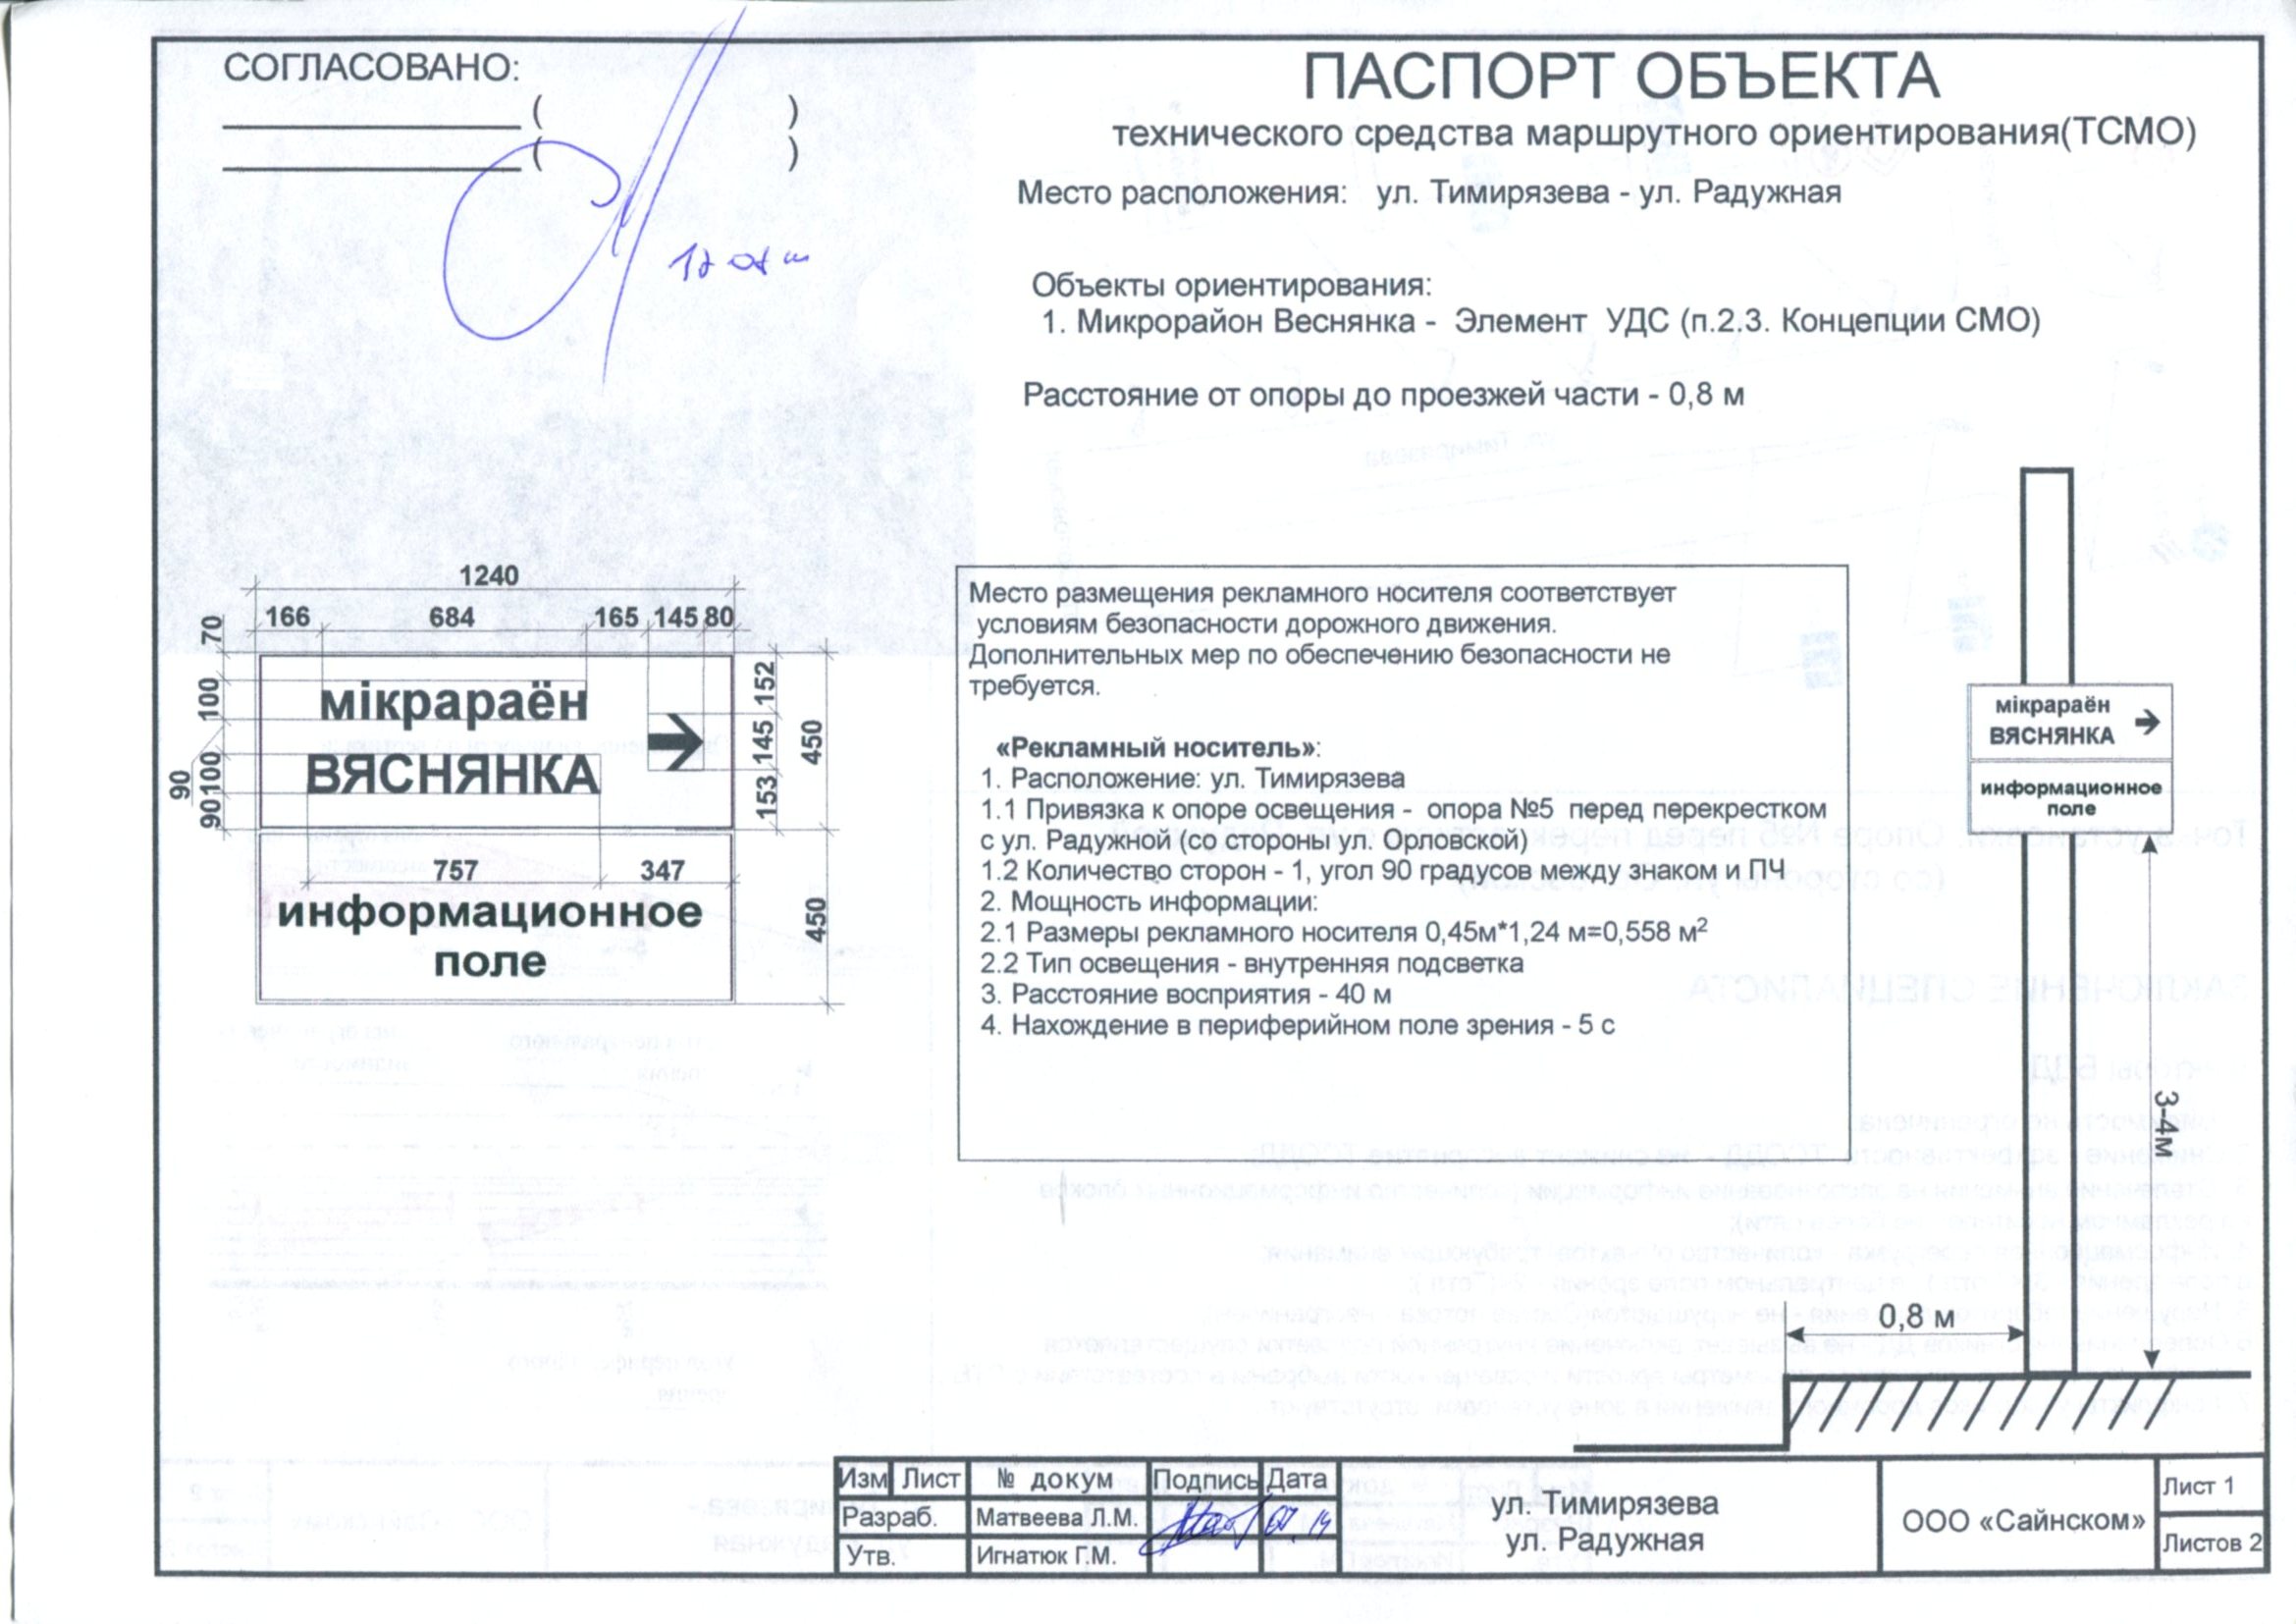 СОГЛАСОВАНО:
( )
( )
ПАСПОРТ ОБЪЕКТА
технического средства маршрутного ориентирования(ТСМО)
Место расположения: ул. Тимирязева - ул. Радужная
Объекты ориентирования:
1. Микрорайон Веснянка - Элемент УДС (п.2.3. Концепции СМО)
Расстояние от опоры до проезжей части - 0,8 м
1240
166 684 165 145 80
70
100
90
100
90
152
145
153
450
450
мікрараён
ВЯСНЯНКА
757 347
информационное
поле
Место размещения рекламного носителя соответствует
условиям безопасности дорожного движения.
Дополнительных мер по обеспечению безопасности не
требуется.
«Рекламный носитель»:
1. Расположение: ул. Тимирязева
1.1 Привязка к опоре освещения - опора №5 перед перекрестком
с ул. Радужной (со стороны ул. Орловской)
1.2 Количество сторон - 1, угол 90 градусов между знаком и ПЧ
2. Мощность информации:
2.1 Размеры рекламного носителя 0,45м*1,24 м=0,558 м²
2.2 Тип освещения - внутренняя подсветка
3. Расстояние восприятия - 40 м
4. Нахождение в периферийном поле зрения - 5 с
мікрараён
ВЯСНЯНКА
информационное
поле
3-4м
0,8 м
Изм Лист № докум Подпись Дата
Разраб. Матвеева Л.М.
Утв. Игнатюк Г.М.
ул. Тимирязева
ул. Радужная
ООО «Сайнском»
Лист 1
Листов 2